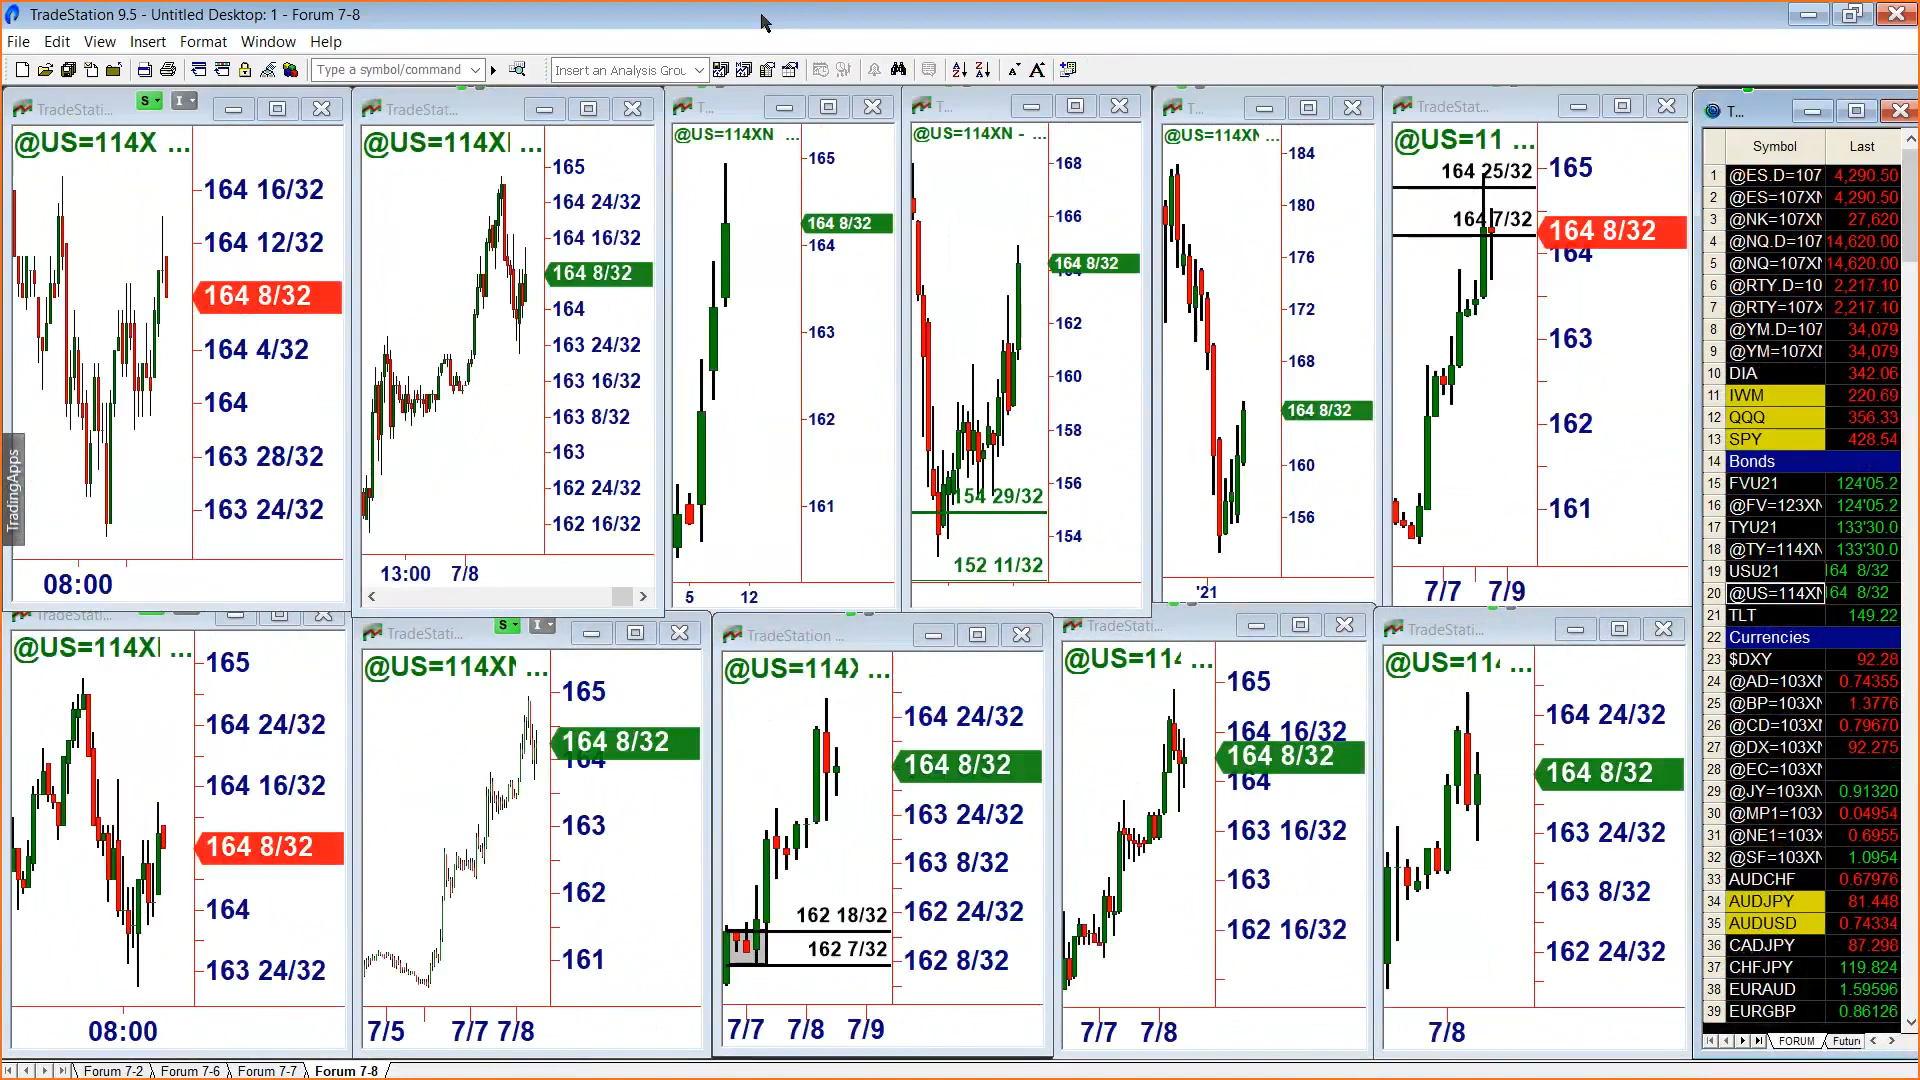 TradeStation 9.5 - Untitled Desktop: 1 - Forum 7-8
File Edit View Insert Format Window Help
Type a symbol/command
Insert an Analysis Grou
TradeStati...
S
I
@US=114X ...
164 16/32
164 12/32
164 8/32
164 4/32
164
163 28/32
163 24/32
08:00
TradingApps
TradeStat...
@US=114X ...
165
164 24/32
164 16/32
164 8/32
164
163 24/32
163 16/32
163 8/32
163
162 24/32
162 16/32
13:00 7/8
T...
@US=114XN ...
165
164 8/32
164
163
162
161
5 12
T...
@US=114XN - ...
168
166
164 8/32
162
160
158
156
154 29/32
154
152 11/32
T...
@US=114XN ...
184
180
176
172
168
164 8/32
160
156
'21
TradeStat...
@US=11 ...
164 25/32
165
164 7/32
164 8/32
164
163
162
161
7/7 7/9
TradeStati...
@US=114X ...
165
164 24/32
164 16/32
164 8/32
164
163 24/32
08:00
TradeStati...
S
I
@US=114XN ...
165
164 8/32
164
163
162
161
7/5 7/7 7/8
TradeStation ...
@US=114X ...
164 24/32
164 8/32
163 24/32
163 8/32
162 18/32
162 24/32
162 7/32
162 8/32
7/7 7/8 7/9
TradeStati...
@US=114 ...
165
164 16/32
164 8/32
164
163 16/32
163
162 16/32
7/7 7/8
TradeStati...
@US=114 ...
164 24/32
164 8/32
163 24/32
163 8/32
162 24/32
7/8
T...
Symbol Last
1 @ES.D=107 4,290.50
2 @ES=107XN 4,290.50
3 @NK=107XN 27,620
4 @NQ.D=107 14,620.00
5 @NQ=107XN 14,620.00
6 @RTY.D=10 2,217.10
7 @RTY=107X 2,217.10
8 @YM.D=107 34,079
9 @YM=107XN 34,079
10 DIA 342.06
11 IWM 220.69
12 QQQ 356.33
13 SPY 428.54
14 Bonds
15 FVU21 124'05.2
16 @FV=123XN 124'05.2
17 TYU21 133'30.0
18 @TY=114XN 133'30.0
19 USU21 164 8/32
20 @US=114XN 164 8/32
21 TLT 149.22
22 Currencies
23 $DXY 92.28
24 @AD=103XN 0.74355
25 @BP=103XN 1.3776
26 @CD=103XN 0.79670
27 @DX=103XN 92.275
28 @EC=103XN
29 @JY=103XN 0.91320
30 @MP1=103X 0.04954
31 @NE1=103X 0.6955
32 @SF=103XN 1.0954
33 AUDCHF 0.67976
34 AUDJPY 81.448
35 AUDUSD 0.74334
36 CADJPY 87.298
37 CHFJPY 119.824
38 EURAUD 1.59596
39 EURGBP 0.86126
FORUM Future
Forum 7-2 Forum 7-6 Forum 7-7 Forum 7-8